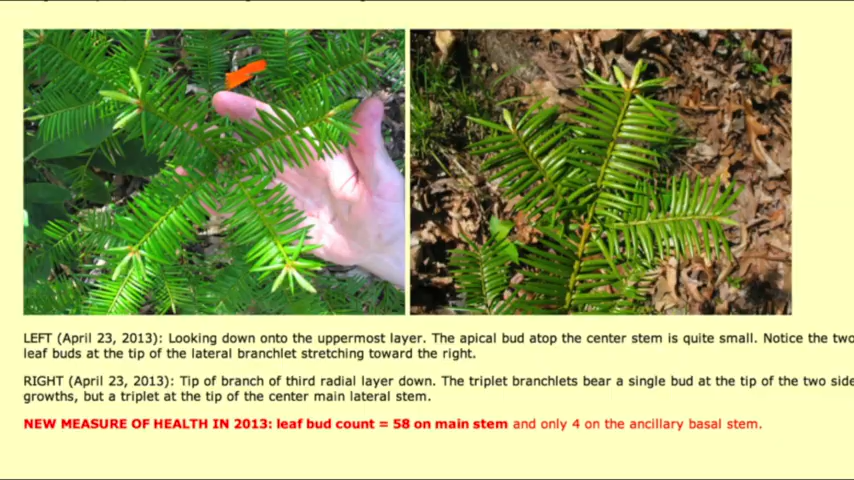 LEFT (April 23, 2013): Looking down onto the uppermost layer. The apical bud atop the center stem is quite small. Notice the two
leaf buds at the tip of the lateral branchlet stretching toward the right.
RIGHT (April 23, 2013): Tip of branch of third radial layer down. The triplet branchlets bear a single bud at the tip of the two side
growths, but a triplet at the tip of the center main lateral stem.
NEW MEASURE OF HEALTH IN 2013: leaf bud count = 58 on main stem and only 4 on the ancillary basal stem.